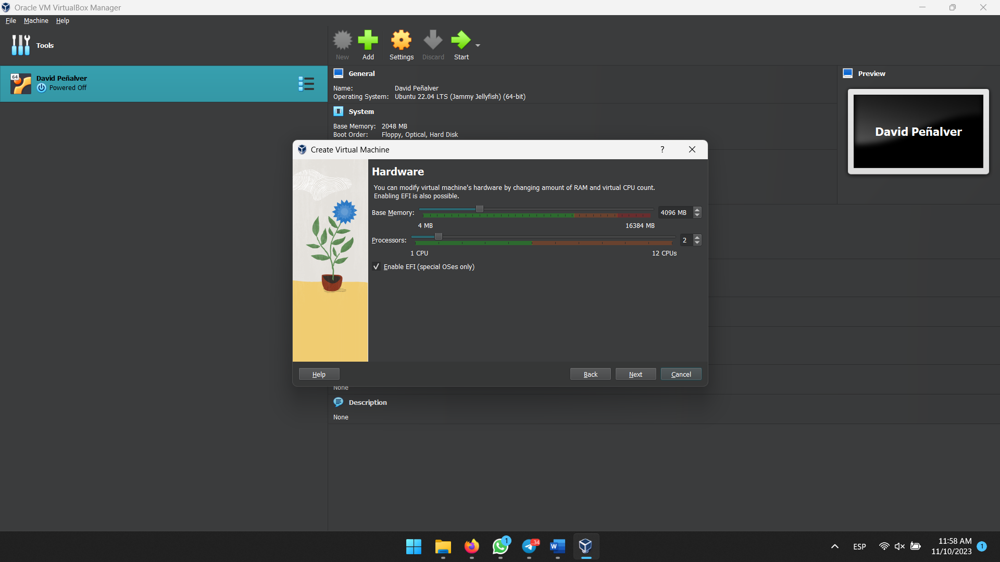 Oracle VM VirtualBox Manager
File Machine Help
Tools
New Add Settings Discard Start
64
David Peñalver
Powered Off
General
Name: David Peñalver
Operating System: Ubuntu 22.04 LTS (Jammy Jellyfish) (64-bit)
System
Base Memory: 2048 MB
Boot Order: Floppy, Optical, Hard Disk
Preview
David Peñalver
Create Virtual Machine
?
Hardware
You can modify virtual machine's hardware by changing amount of RAM and virtual CPU count.
Enabling EFI is also possible.
Base Memory: 4096 MB
4 MB 16384 MB
Processors: 2
1 CPU 12 CPUs
Enable EFI (special OSes only)
Help Back Next Cancel
None
Description
None
1
..34
W
ESP
11:58 AM
11/10/2023
1